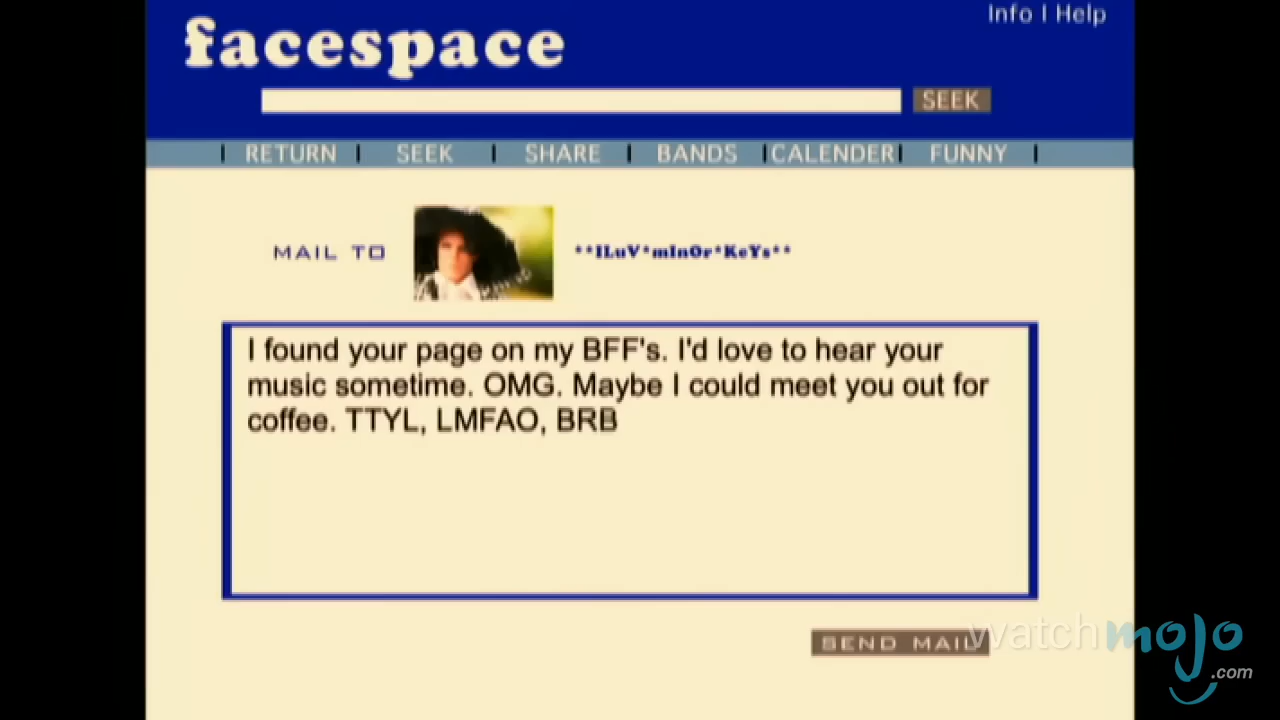 Info | Help
facespace
SEEK
| RETURN | SEEK | SHARE | BANDS | CALENDER | FUNNY |
MAIL TO **ILuV*mInOr*KeYs**
I found your page on my BFF's. I'd love to hear your
music sometime. OMG. Maybe I could meet you out for
coffee. TTYL, LMFAO, BRB
SEND MAIL
watchmojo
.com